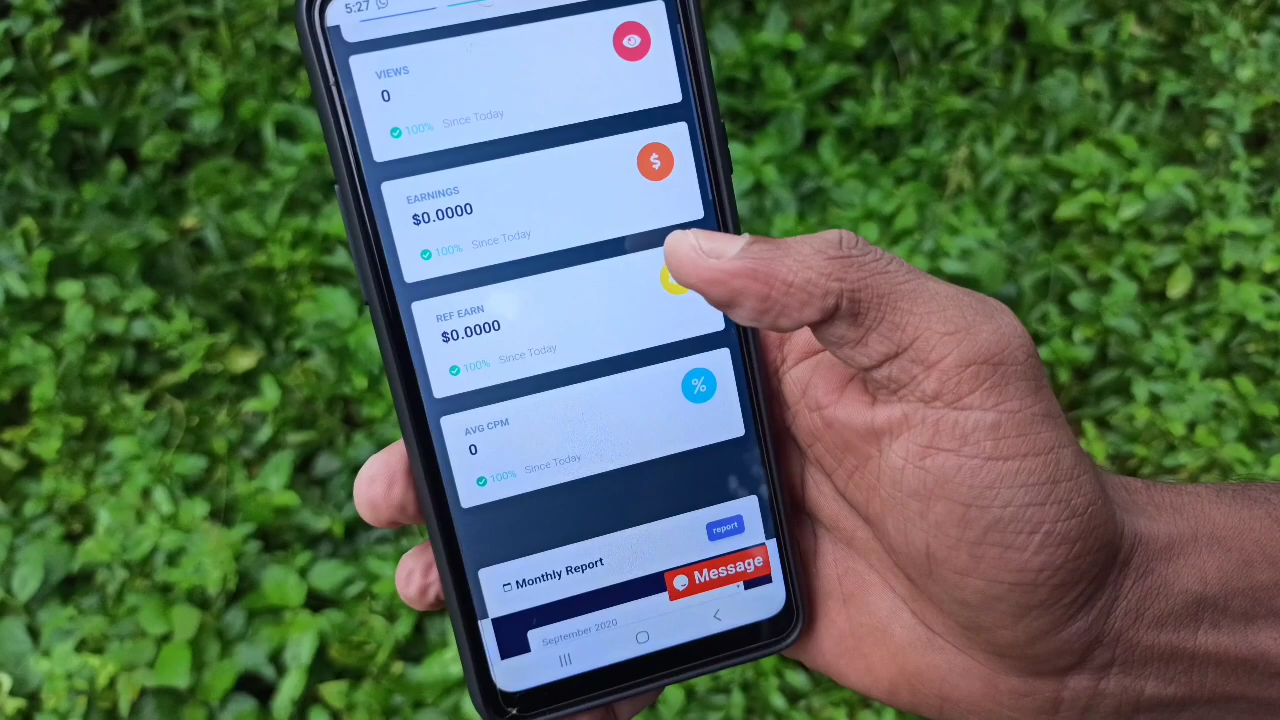 5:27
VIEWS
0
100% Since Today
EARNINGS
$0.0000
$
100% Since Today
REF EARN
$0.0000
100% Since Today
AVG CPM
0
%
100% Since Today
Monthly Report
report
Message
September 2020